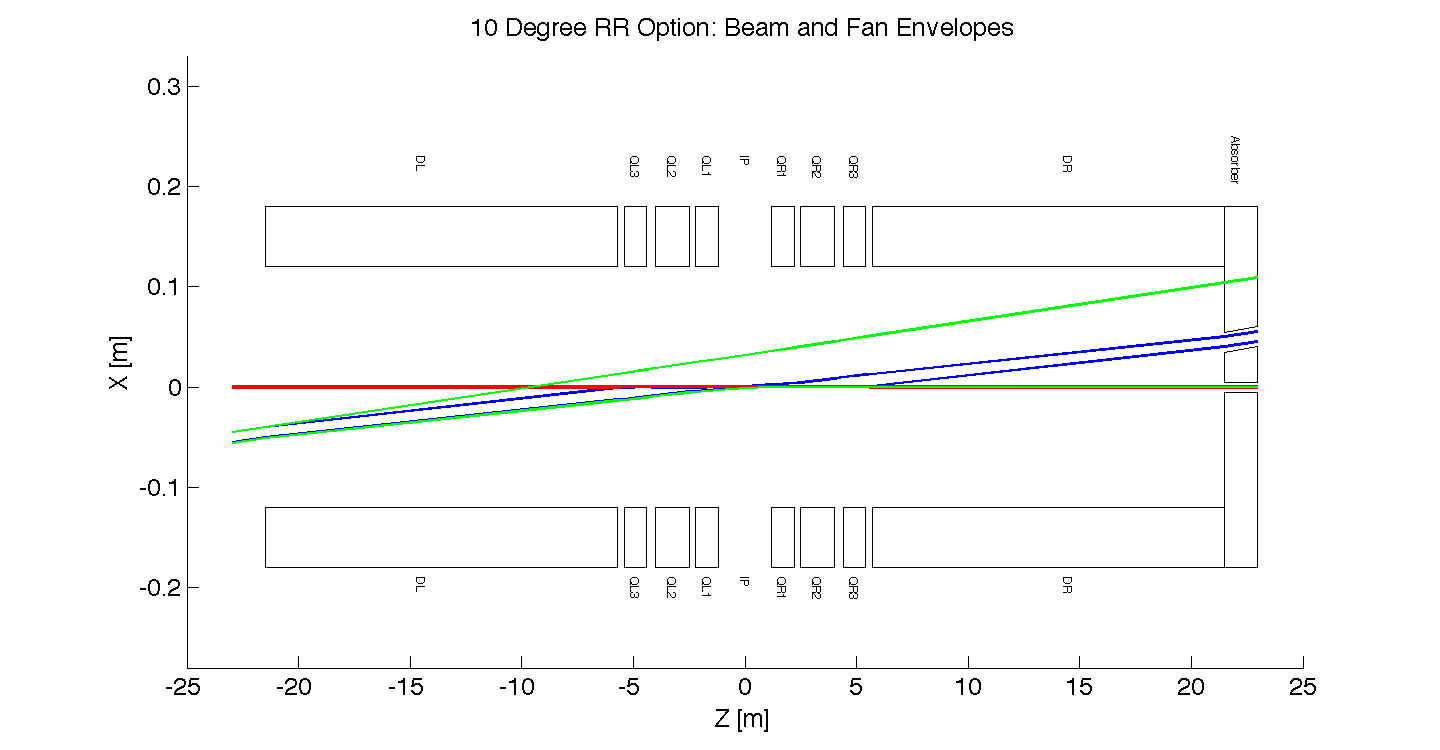 10 Degree RR Option: Beam and Fan Envelopes
0.3
0.2
0.1
0
-0.1
-0.2
X [m]
DL
QL3
QL2
QL1
IP
QR1
QR2
QR3
DR
Absorber
DL
QL3
QL2
QL1
IP
QR1
QR2
QR3
DR
-25
-20
-15
-10
-5
0
5
10
15
20
25
Z [m]